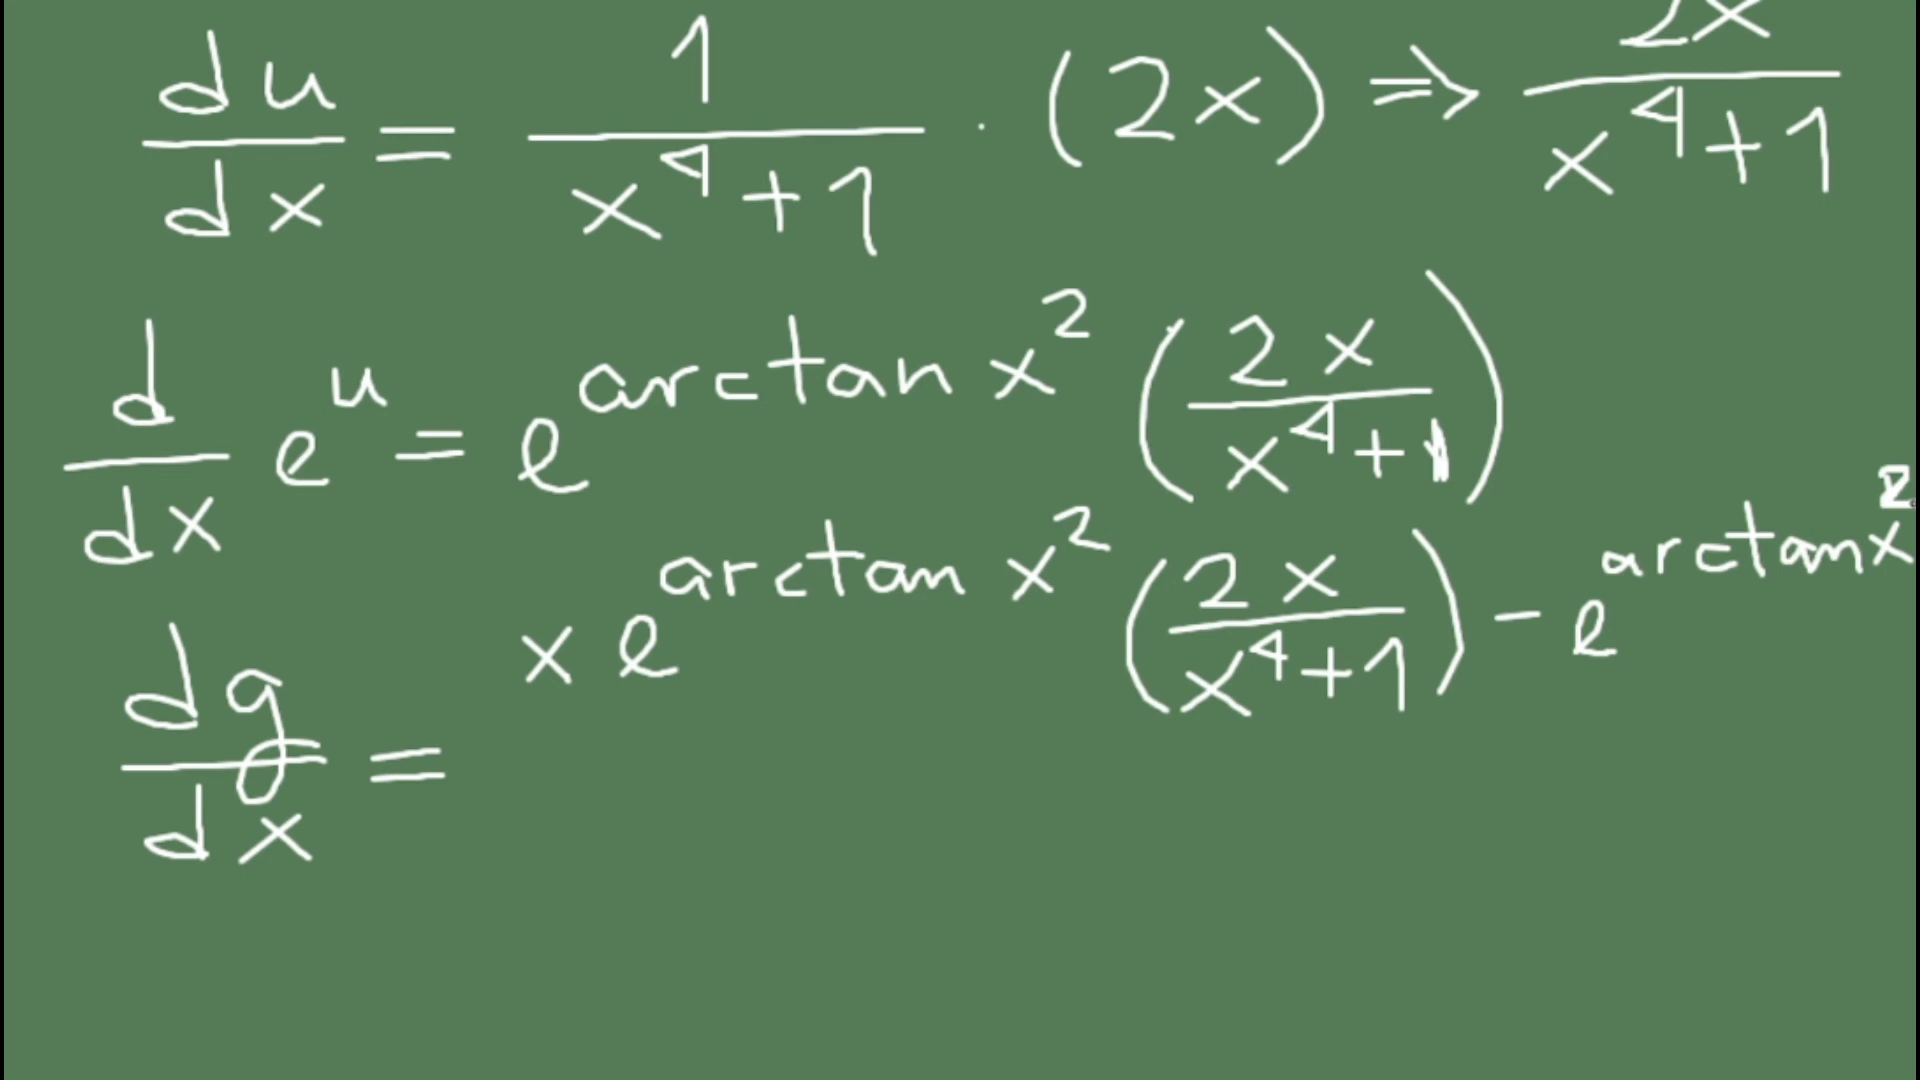 du/dx = 1/(x^4+1) · (2x) ⇒ 2x/(x^4+1)
d/dx e^u = e^(arctan x^2) (2x/(x^4+1))
dg/dx = x e^(arctan x^2) (2x/(x^4+1)) - e^(arctan x^2)